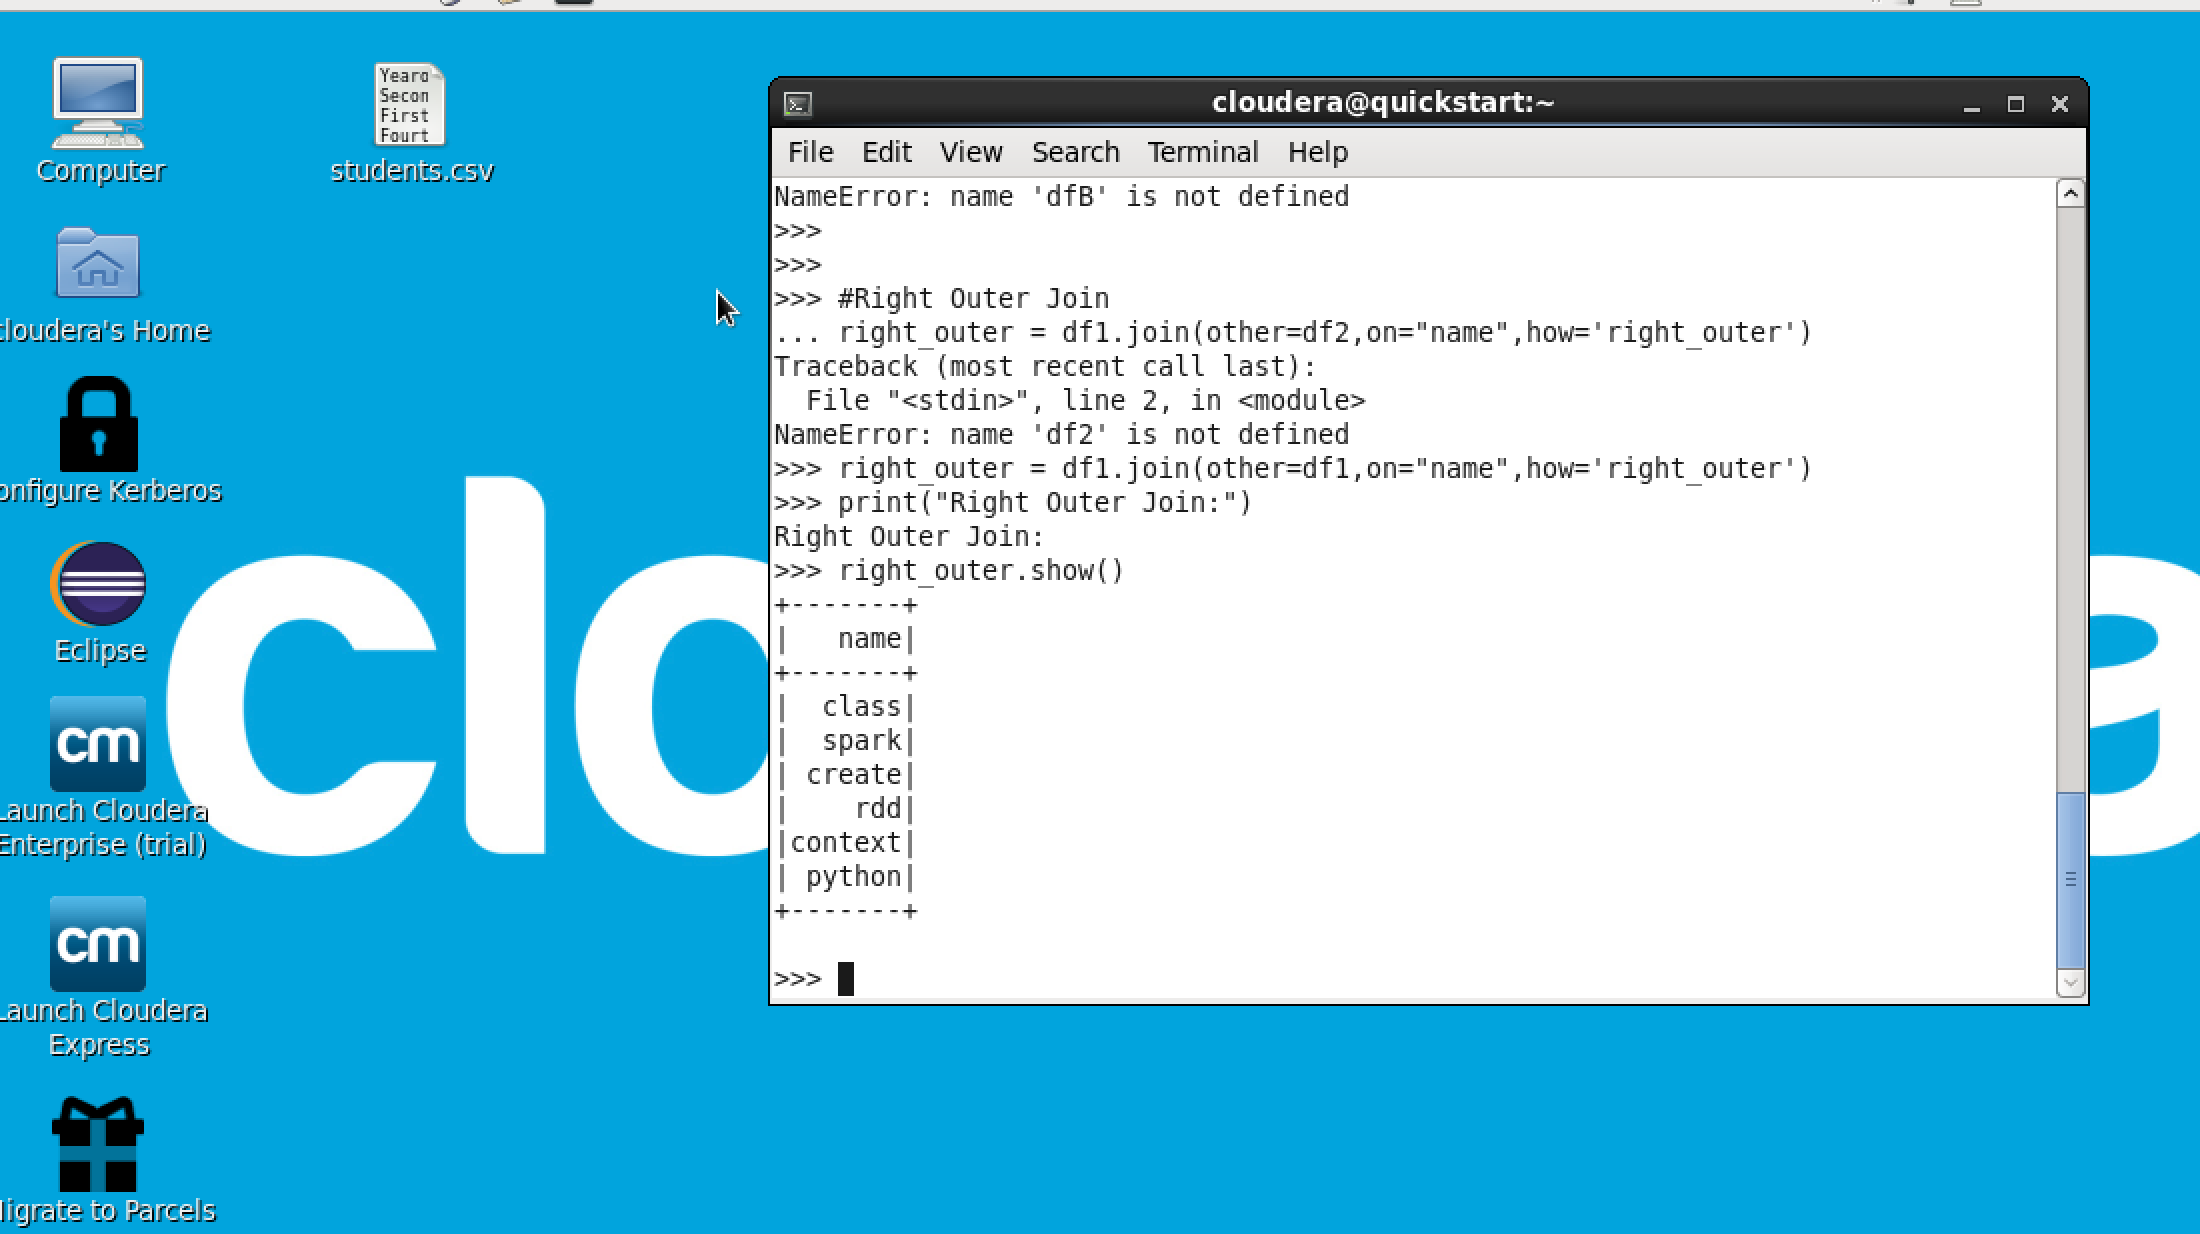 Computer
cloudera's Home
onfigure Kerberos
Eclipse
Launch Cloudera
Enterprise (trial)
Launch Cloudera
Express
igrate to Parcels
cm
cm
Yearo
Secon
First
Fourt
students.csv
clo
a
cloudera@quickstart:~
File Edit View Search Terminal Help
NameError: name 'dfB' is not defined
>>>
>>>
>>> #Right Outer Join
... right_outer = df1.join(other=df2,on="name",how='right_outer')
Traceback (most recent call last):
  File "<stdin>", line 2, in <module>
NameError: name 'df2' is not defined
>>> right_outer = df1.join(other=df1,on="name",how='right_outer')
>>> print("Right Outer Join:")
Right Outer Join:
>>> right_outer.show()
+-------+
|   name|
+-------+
|  class|
|  spark|
| create|
|    rdd|
|context|
| python|
+-------+
>>>